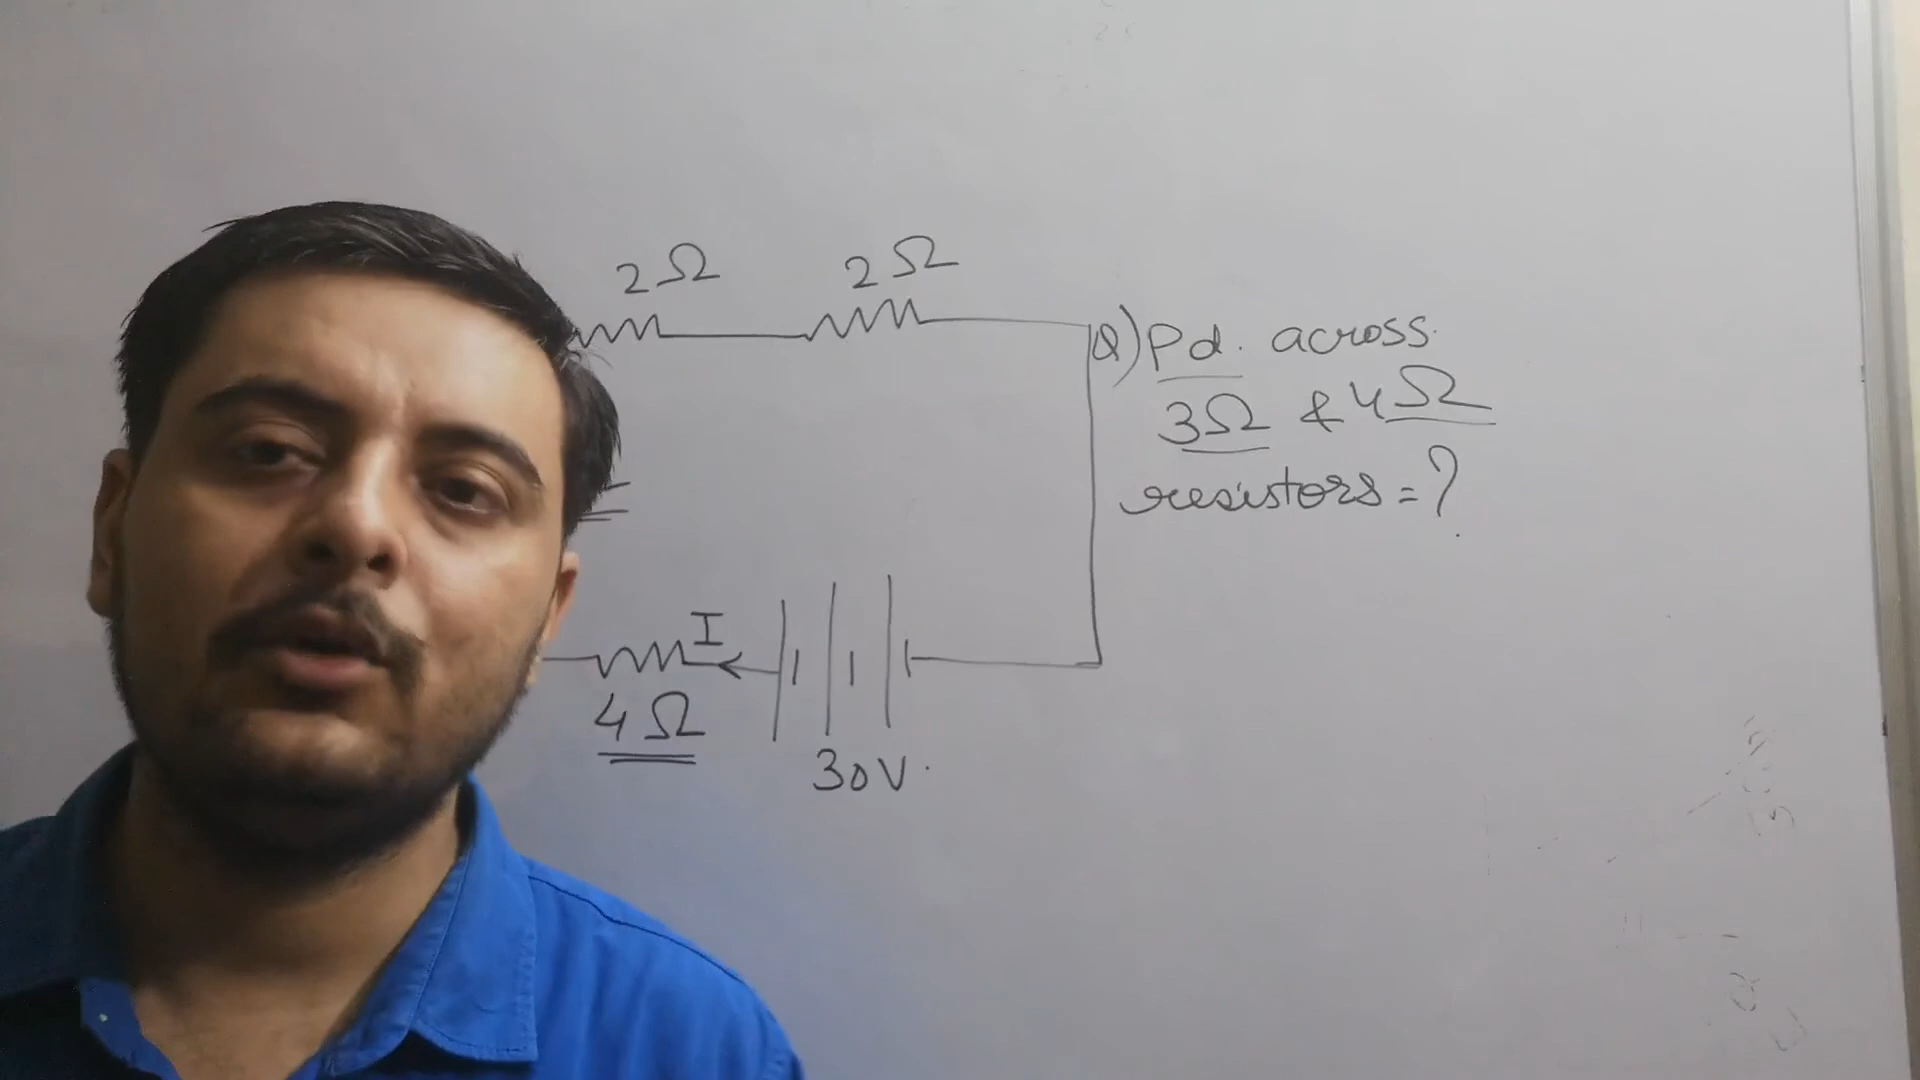 2Ω 2Ω
Q) Pd. across
3Ω & 4Ω
resistors = ?
I
4Ω
30V.